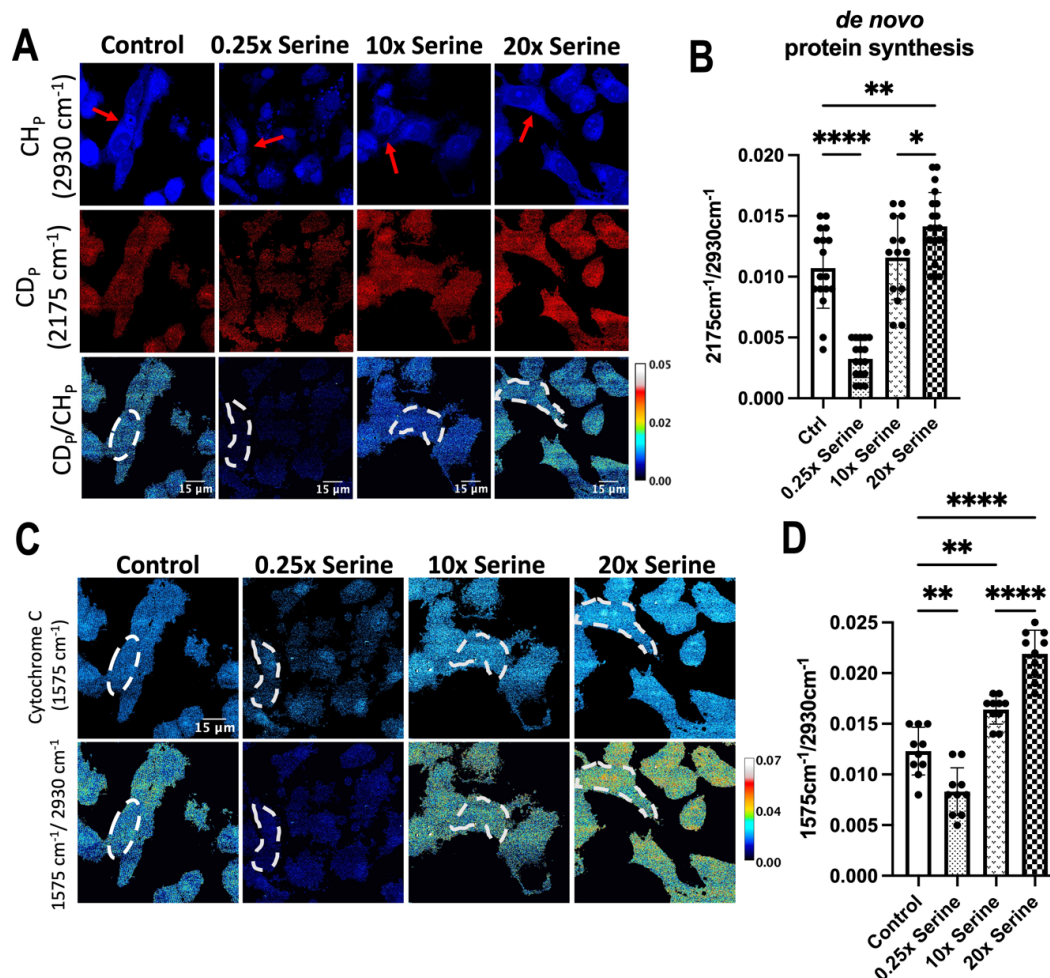 A
Control 0.25x Serine 10x Serine 20x Serine
CHP
(2930 cm-1)
CDP
(2175 cm-1)
CDP/CHP
15 µm 15 µm 15 µm 15 µm
0.05
0.02
0.00
B
de novo
protein synthesis
**
**** *
2175cm-1/2930cm-1
0.020
0.015
0.010
0.005
0.000
Ctrl
0.25x Serine
10x Serine
20x Serine
C
Control 0.25x Serine 10x Serine 20x Serine
Cytochrome C
(1575 cm-1)
15 µm
1575 cm-1/ 2930 cm-1
0.07
0.04
0.00
D
****
**
** ****
1575cm-1/2930cm-1
0.025
0.020
0.015
0.010
0.005
0.000
Control
0.25x Serine
10x Serine
20x Serine